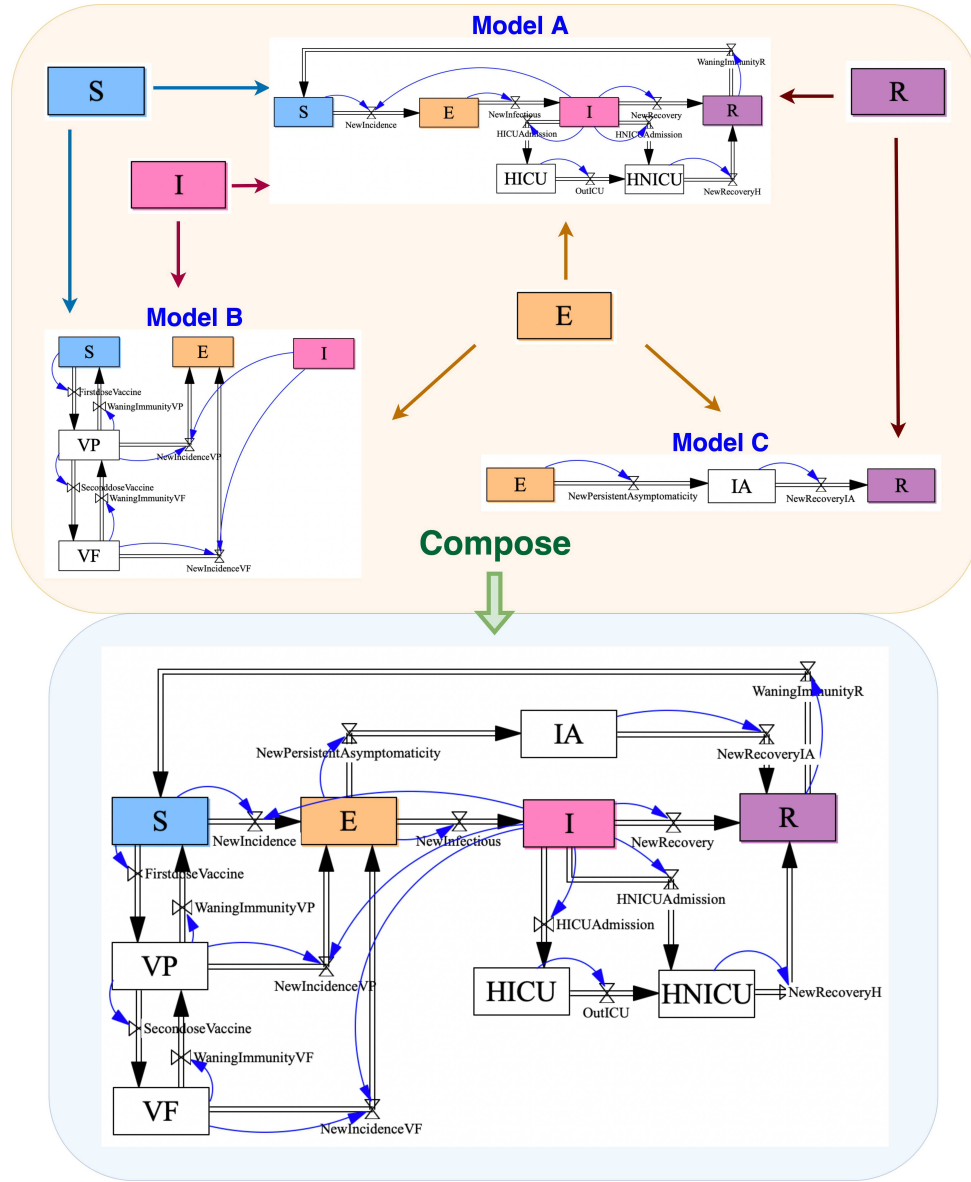 Model A
S
R
I
WaningImmunityR
S
E
I
R
NewIncidence
NewInfectious
NewRecovery
HICUAdmission
HNICUAdmission
HICU
HNICU
OutICU
NewRecoveryH
E
Model B
S
E
I
FirstdoseVaccine
WaningImmunityVP
VP
NewIncidenceVP
SeconddoseVaccine
WaningImmunityVF
VF
NewIncidenceVF
Model C
E
IA
R
NewPersistentAsymptomaticity
NewRecoveryIA
Compose
WaningImmunityR
IA
NewPersistentAsymptomaticity
NewRecoveryIA
S
E
I
R
NewIncidence
NewInfectious
NewRecovery
FirstdoseVaccine
HNICUAdmission
WaningImmunityVP
HICUAdmission
VP
NewIncidenceVP
HICU
HNICU
NewRecoveryH
OutICU
SecondoseVaccine
WaningImmunityVF
VF
NewIncidenceVF